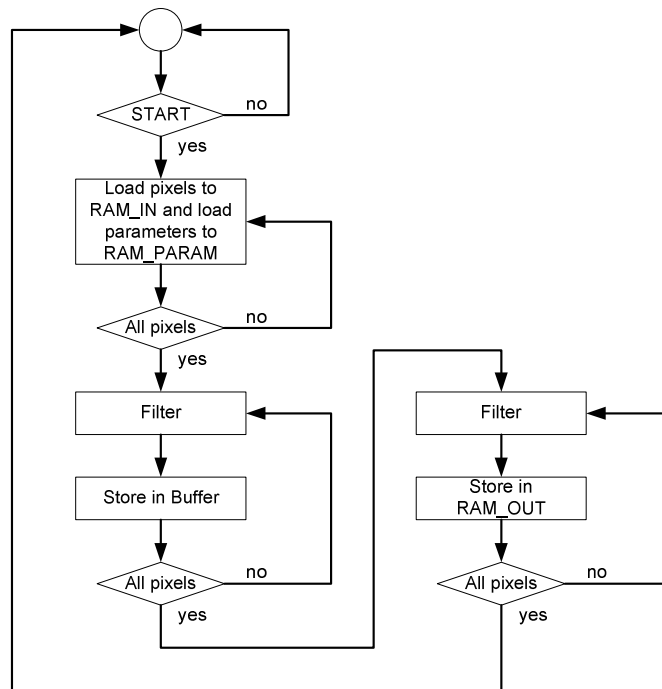 START
no
yes
Load pixels to
RAM_IN and load
parameters to
RAM_PARAM
All pixels
no
yes
Filter
Store in Buffer
All pixels
no
yes
Filter
Store in
RAM_OUT
All pixels
no
yes